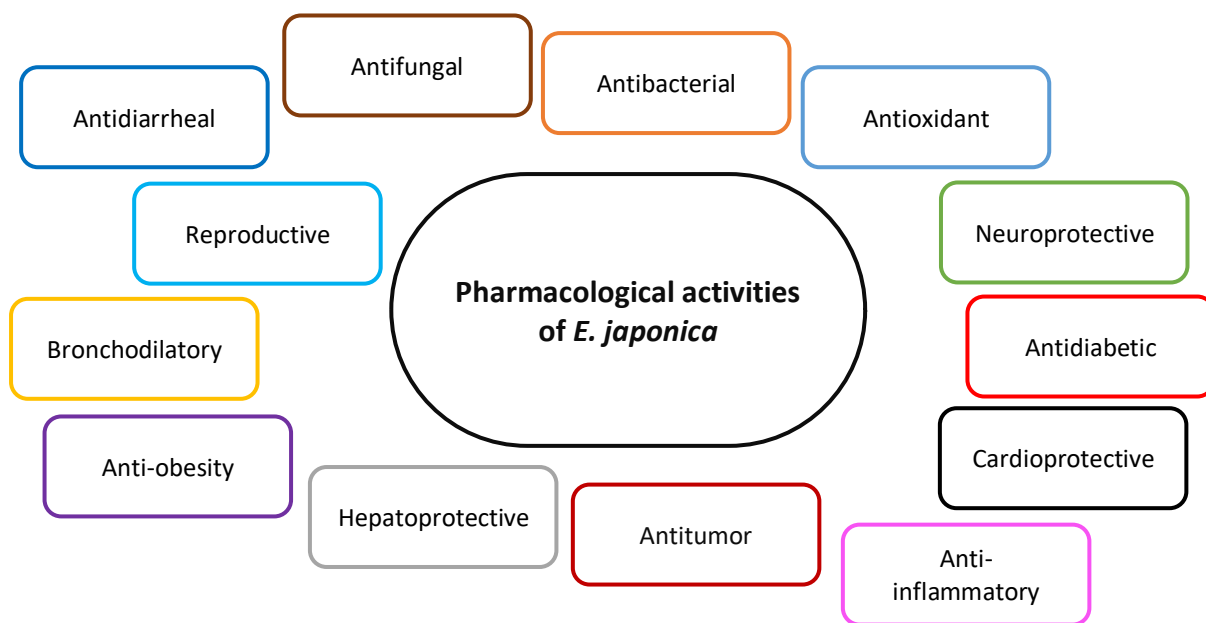 Antifungal
Antibacterial
Antidiarrheal
Antioxidant
Reproductive
Neuroprotective
Pharmacological activities
of E. japonica
Bronchodilatory
Antidiabetic
Anti-obesity
Cardioprotective
Hepatoprotective
Antitumor
Anti-
inflammatory